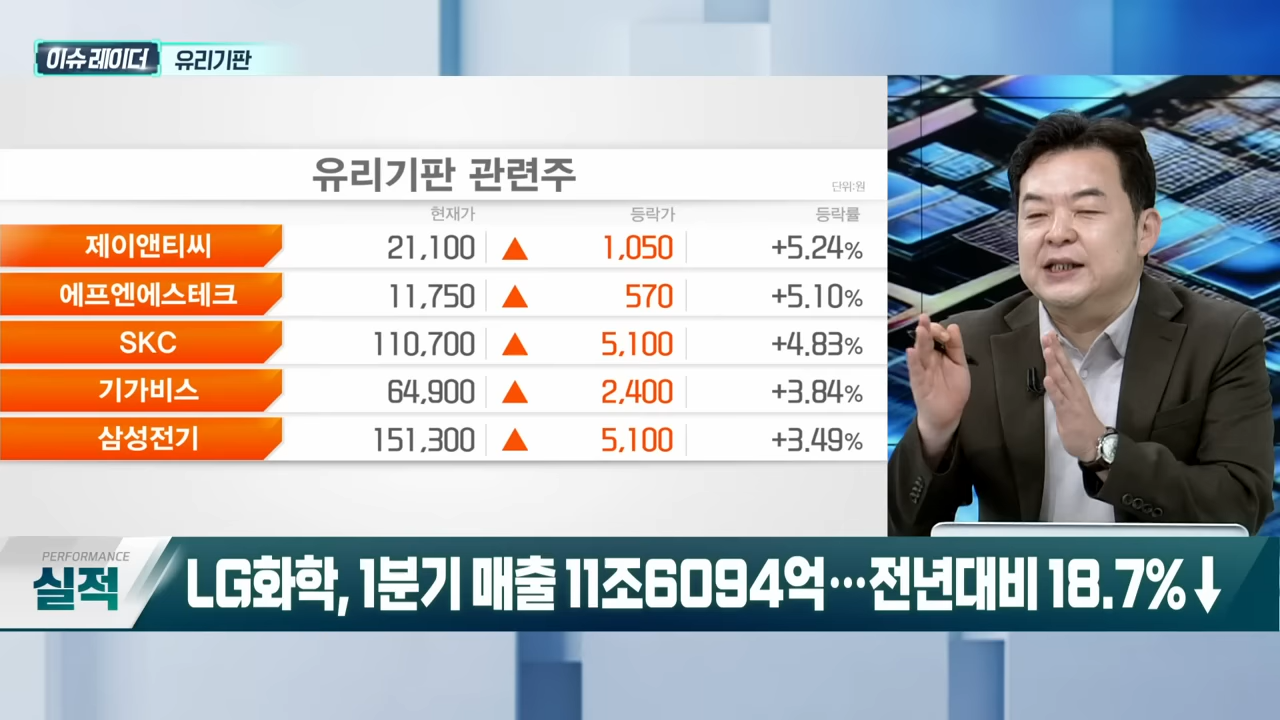 이슈 레이더 유리기판
유리기판 관련주
단위:원
현재가 등락가 등락률
제이앤티씨 21,100 ▲ 1,050 +5.24%
에프엔에스테크 11,750 ▲ 570 +5.10%
SKC 110,700 ▲ 5,100 +4.83%
기가비스 64,900 ▲ 2,400 +3.84%
삼성전기 151,300 ▲ 5,100 +3.49%
PERFORMANCE
실적
LG화학, 1분기 매출 11조6094억…전년대비 18.7%↓